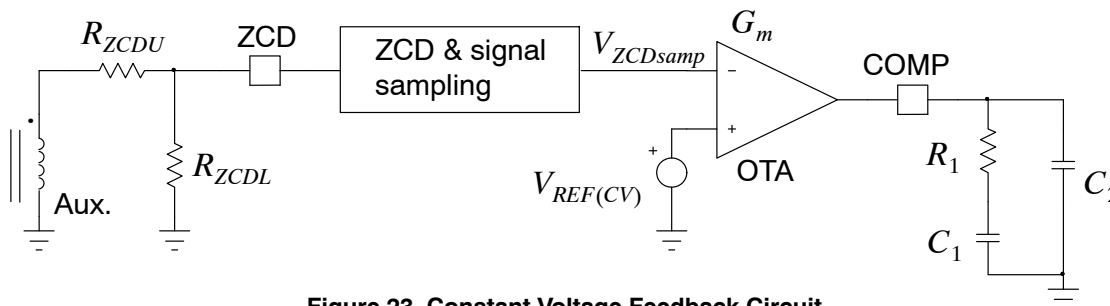 R_ZCDU
ZCD
ZCD & signal
sampling
V_ZCDsamp
G_m
COMP
R_ZCDL
Aux.
V_REF(CV)
OTA
R_1
C_1
Figure 23. Constant Voltage Feedback Circuit